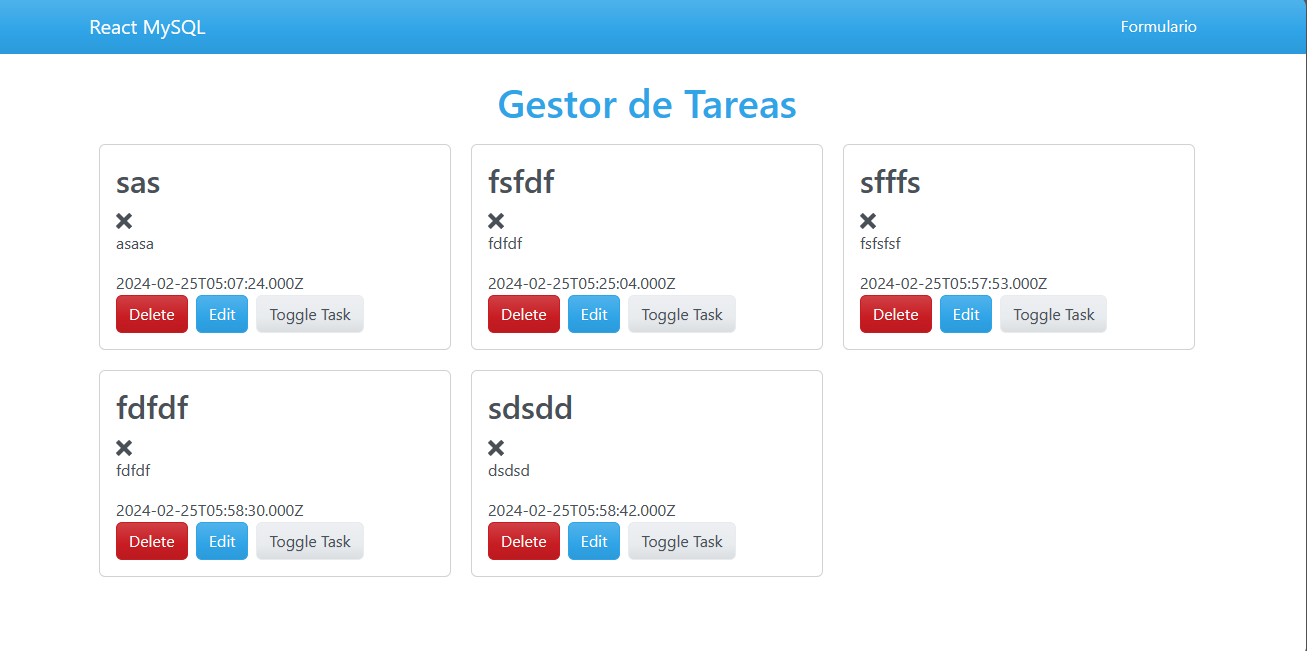 React MySQL
Formulario
Gestor de Tareas
sas
asasa
2024-02-25T05:07:24.000Z
Delete Edit Toggle Task
fsfdf
fdfdf
2024-02-25T05:25:04.000Z
Delete Edit Toggle Task
sfffs
fsfsfsf
2024-02-25T05:57:53.000Z
Delete Edit Toggle Task
fdfdf
fdfdf
2024-02-25T05:58:30.000Z
Delete Edit Toggle Task
sdsdd
dsdsd
2024-02-25T05:58:42.000Z
Delete Edit Toggle Task